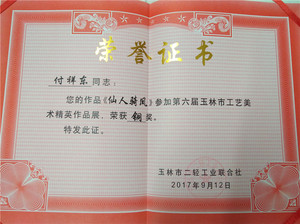 荣誉证书
付祥东同志：
您的作品《仙人骑凤》参加第六届玉林市工艺美
术精英作品展，荣获铜奖。
特发此证。
玉林市二轻工业联合社
2017年9月12日